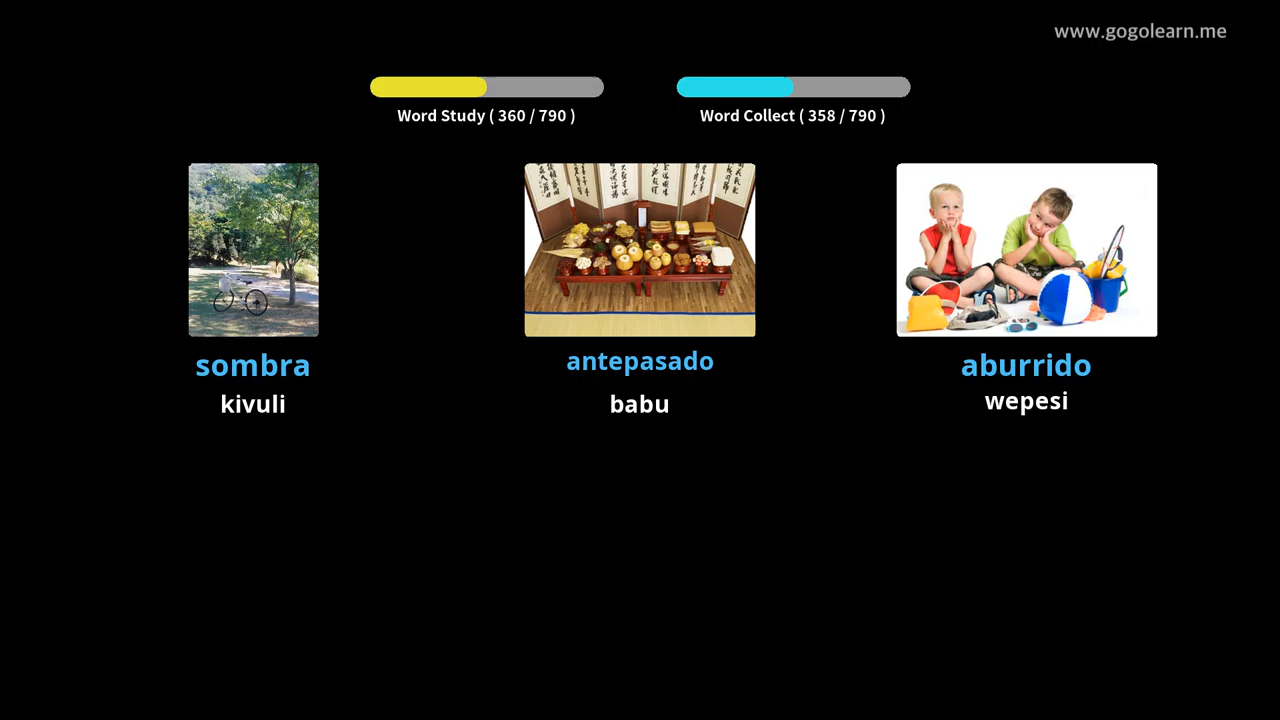 www.gogolearn.me
Word Study ( 360 / 790 )
Word Collect ( 358 / 790 )
sombra
kivuli
antepasado
babu
aburrido
wepesi